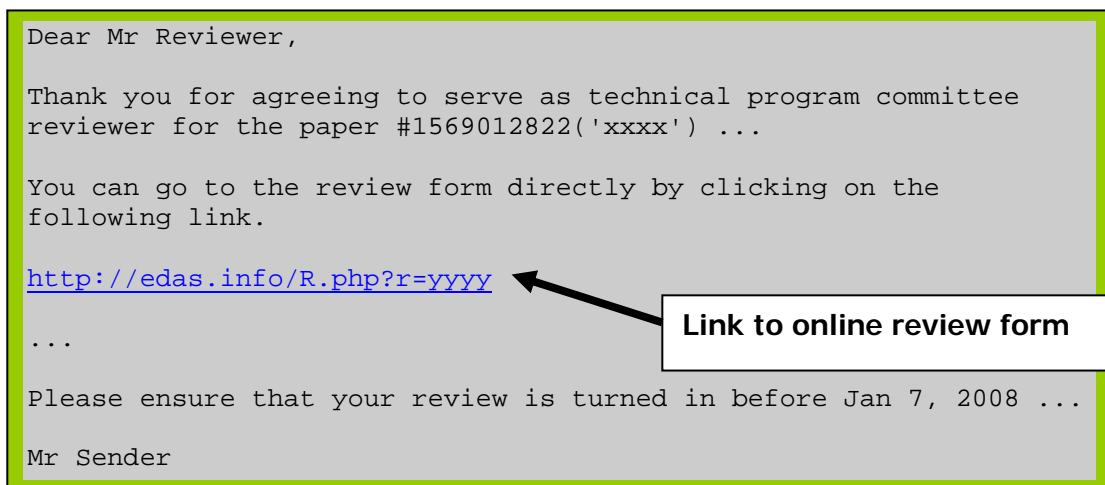 Dear Mr Reviewer,
Thank you for agreeing to serve as technical program committee
reviewer for the paper #1569012822('xxxx') ...
You can go to the review form directly by clicking on the
following link.
http://edas.info/R.php?r=yyyy
Link to online review form
...
Please ensure that your review is turned in before Jan 7, 2008 ...
Mr Sender